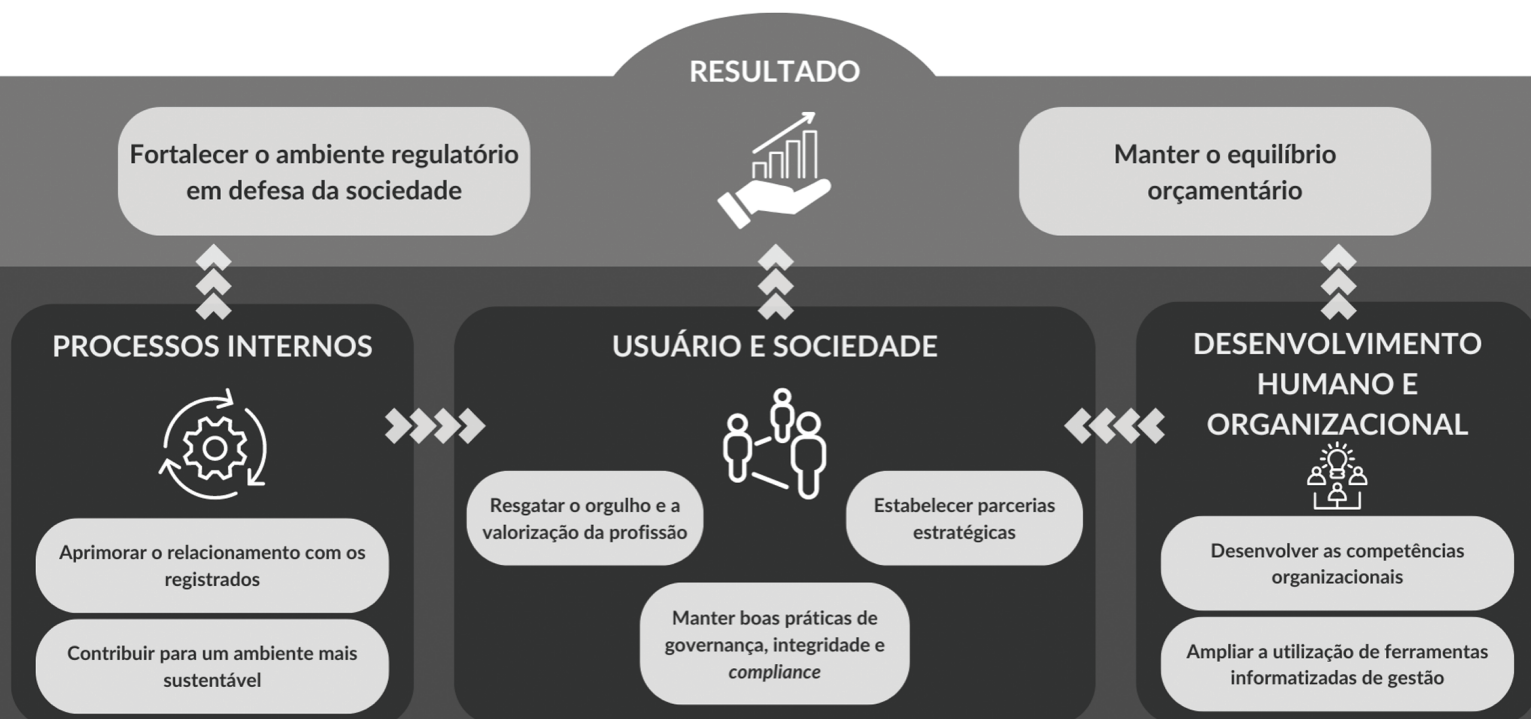 RESULTADO
Fortalecer o ambiente regulatório
em defesa da sociedade
Manter o equilíbrio
orçamentário
PROCESSOS INTERNOS
Aprimorar o relacionamento com os
registrados
Contribuir para um ambiente mais
sustentável
USUÁRIO E SOCIEDADE
Resgatar o orgulho e a
valorização da profissão
Estabelecer parcerias
estratégicas
Manter boas práticas de
governança, integridade e
compliance
DESENVOLVIMENTO
HUMANO E
ORGANIZACIONAL
Desenvolver as competências
organizacionais
Ampliar a utilização de ferramentas
informatizadas de gestão